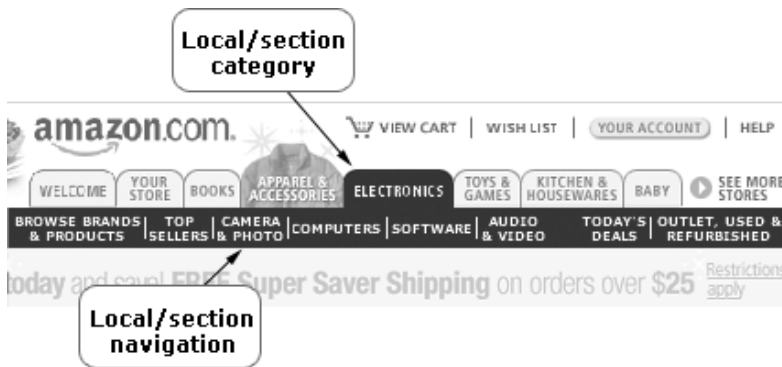 Local/section
category
amazon.com.
VIEW CART | WISH LIST | YOUR ACCOUNT | HELP
WELCOME
YOUR
STORE
BOOKS
APPAREL &
ACCESSORIES
ELECTRONICS
TOYS &
GAMES
KITCHEN &
HOUSEWARES
BABY
SEE MORE
STORES
BROWSE BRANDS
& PRODUCTS
TOP
SELLERS
CAMERA
& PHOTO
COMPUTERS
SOFTWARE
AUDIO
& VIDEO
TODAY'S
DEALS
OUTLET, USED &
REFURBISHED
today and save! FREE Super Saver Shipping on orders over $25
Restrictions
apply
Local/section
navigation